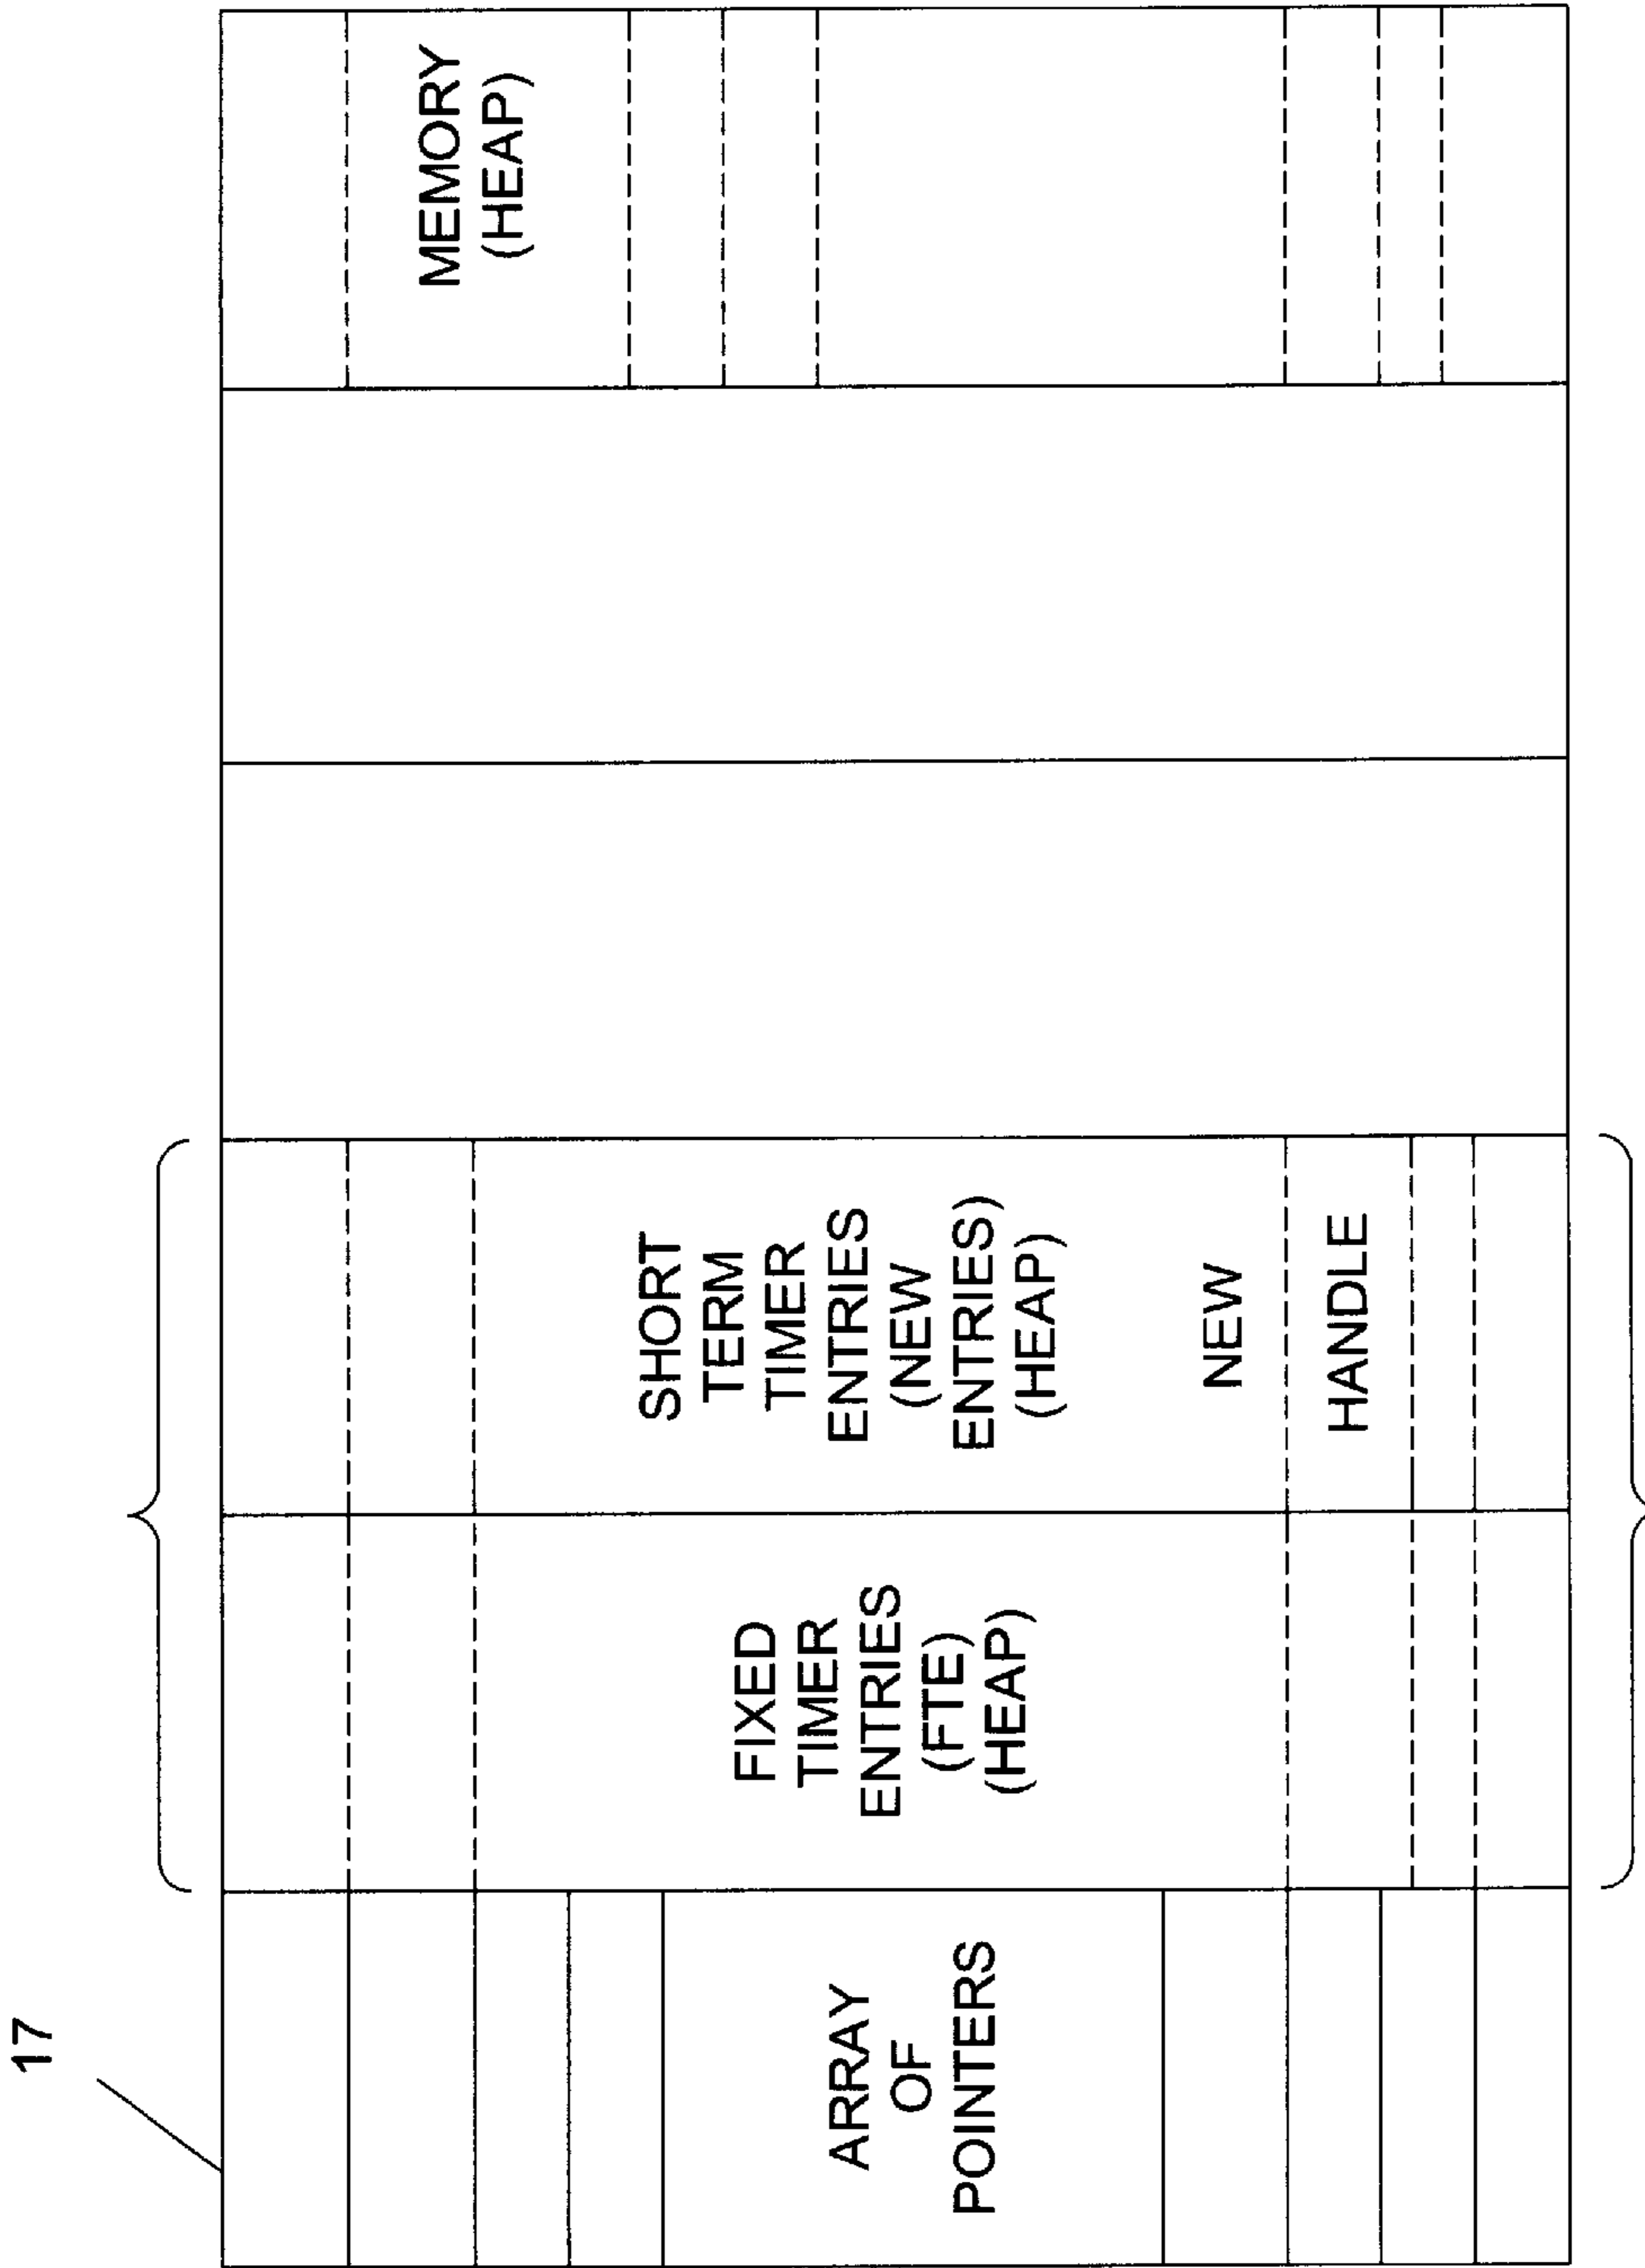 17
ARRAY
OF
POINTERS
FIXED
TIMER
ENTRIES
(FTE)
(HEAP)
SHORT
TERM
TIMER
ENTRIES
(NEW
ENTRIES)
(HEAP)
NEW
HANDLE
MEMORY
(HEAP)